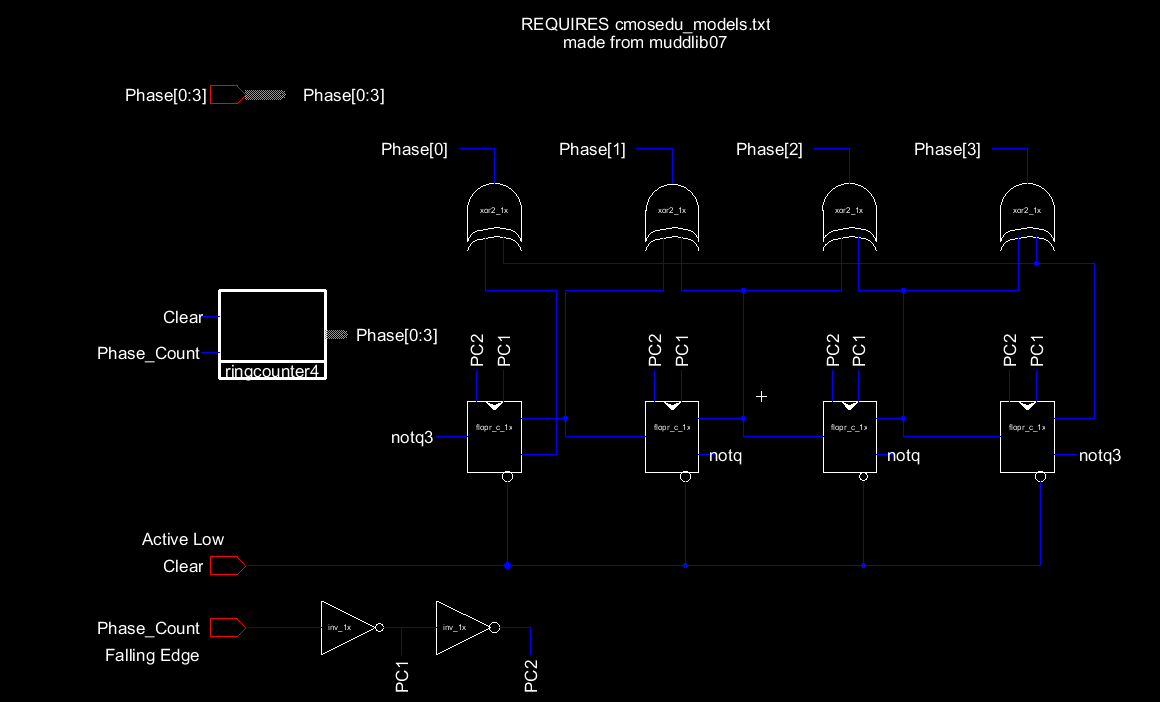 REQUIRES cmosedu_models.txt
made from muddlib07
Phase[0:3] Phase[0:3]
Phase[0] Phase[1] Phase[2] Phase[3]
xor2_1x xor2_1x xor2_1x xor2_1x
Clear
Phase[0:3]
Phase_Count
ringcounter4
PC2 PC1 PC2 PC1 PC2 PC1 PC2 PC1
flopr_c_1x flopr_c_1x flopr_c_1x flopr_c_1x
notq3
notq notq notq3
Active Low
Clear
Phase_Count inv_1x inv_1x
Falling Edge
PC1 PC2